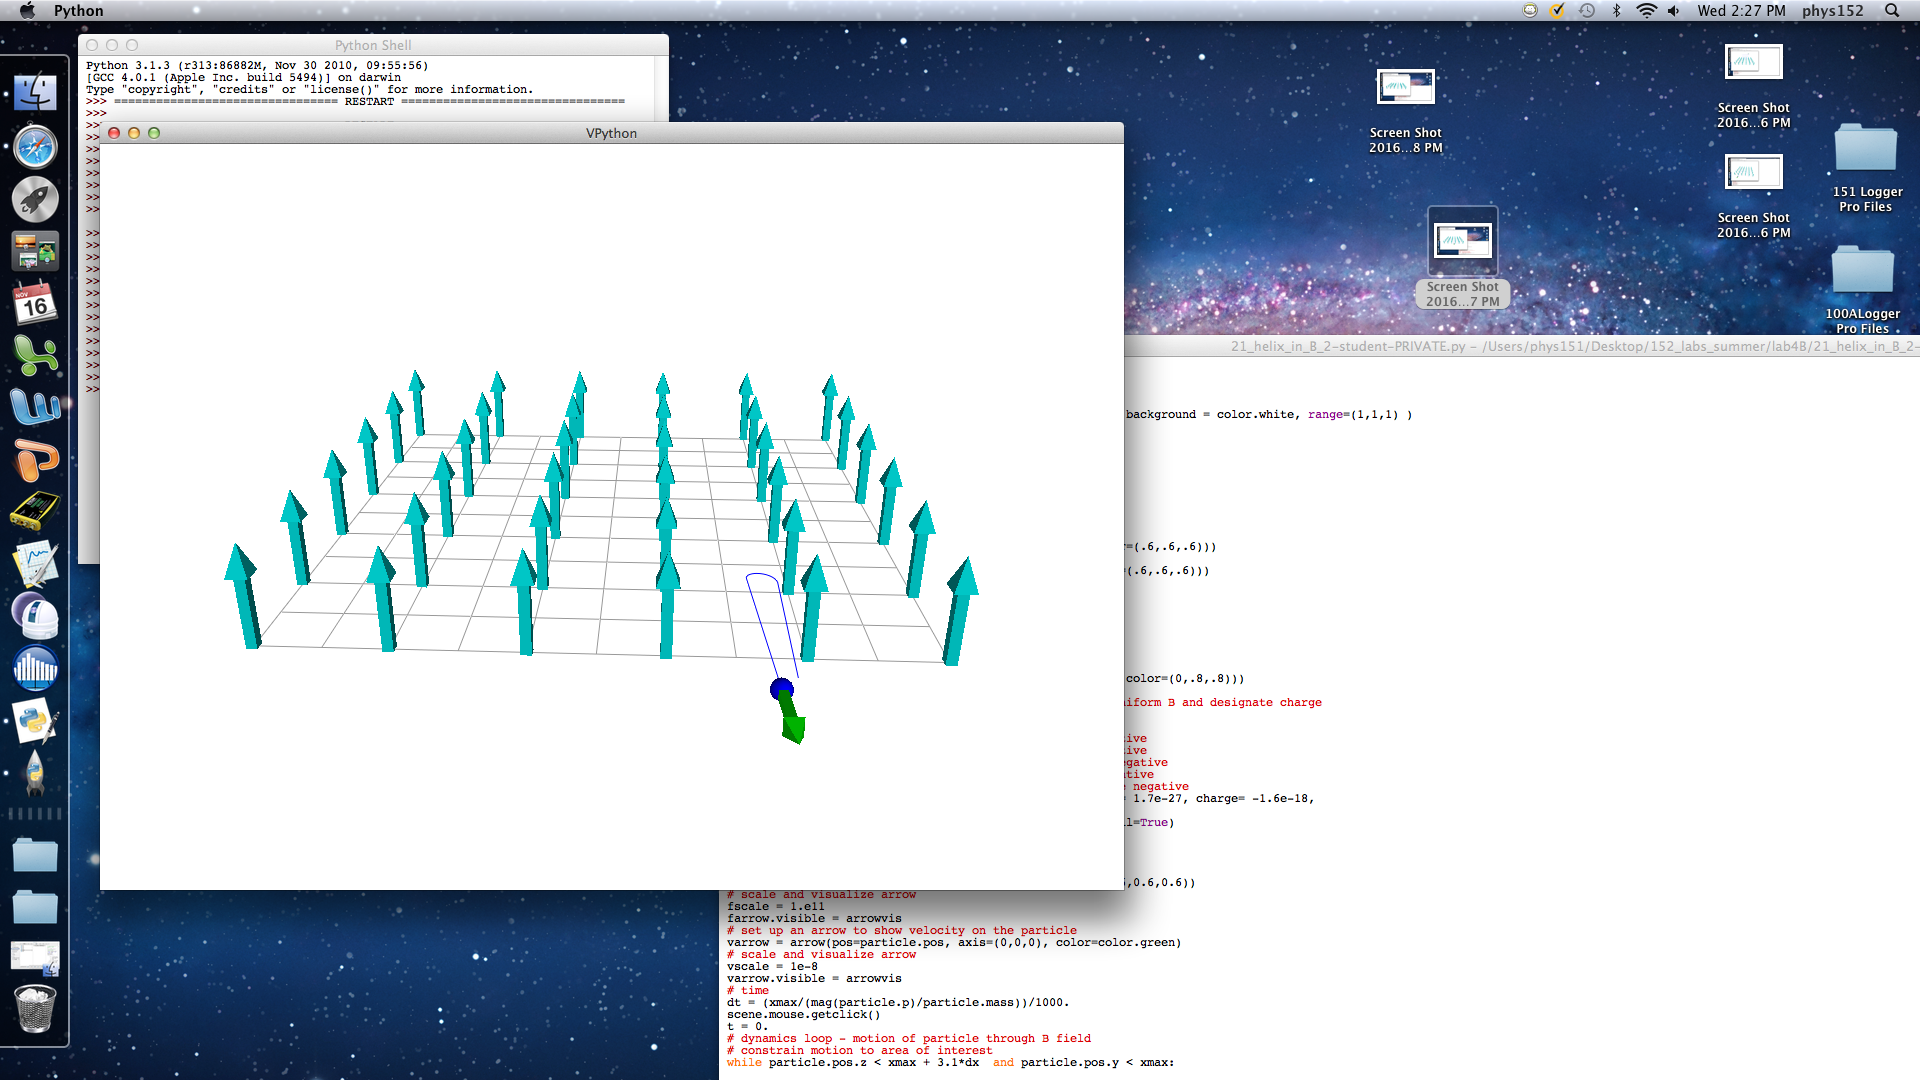 Python
Wed 2:27 PM
phys152
Python Shell
Python 3.1.3 (r313:86882M, Nov 30 2010, 09:55:56)
[GCC 4.0.1 (Apple Inc. build 5494)] on darwin
Type "copyright", "credits" or "license()" for more information.
>>> ================================ RESTART ================================
>>>
VPython
Screen Shot
2016...8 PM
Screen Shot
2016...6 PM
Screen Shot
2016...6 PM
Screen Shot
2016...7 PM
151 Logger
Pro Files
100ALogger
Pro Files
NOV
16
21_helix_in_B_2-student-PRIVATE.py - /Users/phys151/Desktop/152_labs_summer/lab4B/21_helix_in_B_2-
background = color.white, range=(1,1,1) )
=(.6,.6,.6)))
=(.6,.6,.6)))
color=(0,.8,.8)))
iform B and designate charge
ive
ive
egative
ative
negative
= 1.7e-27, charge= -1.6e-18,
l=True)
,0.6,0.6))
# scale and visualize arrow
fscale = 1.e11
farrow.visible = arrowvis
# set up an arrow to show velocity on the particle
varrow = arrow(pos=particle.pos, axis=(0,0,0), color=color.green)
# scale and visualize arrow
vscale = 1e-8
varrow.visible = arrowvis
# time
dt = (xmax/(mag(particle.p)/particle.mass))/1000.
scene.mouse.getclick()
t = 0.
# dynamics loop - motion of particle through B field
# constrain motion to area of interest
while particle.pos.z < xmax + 3.1*dx  and particle.pos.y < xmax: